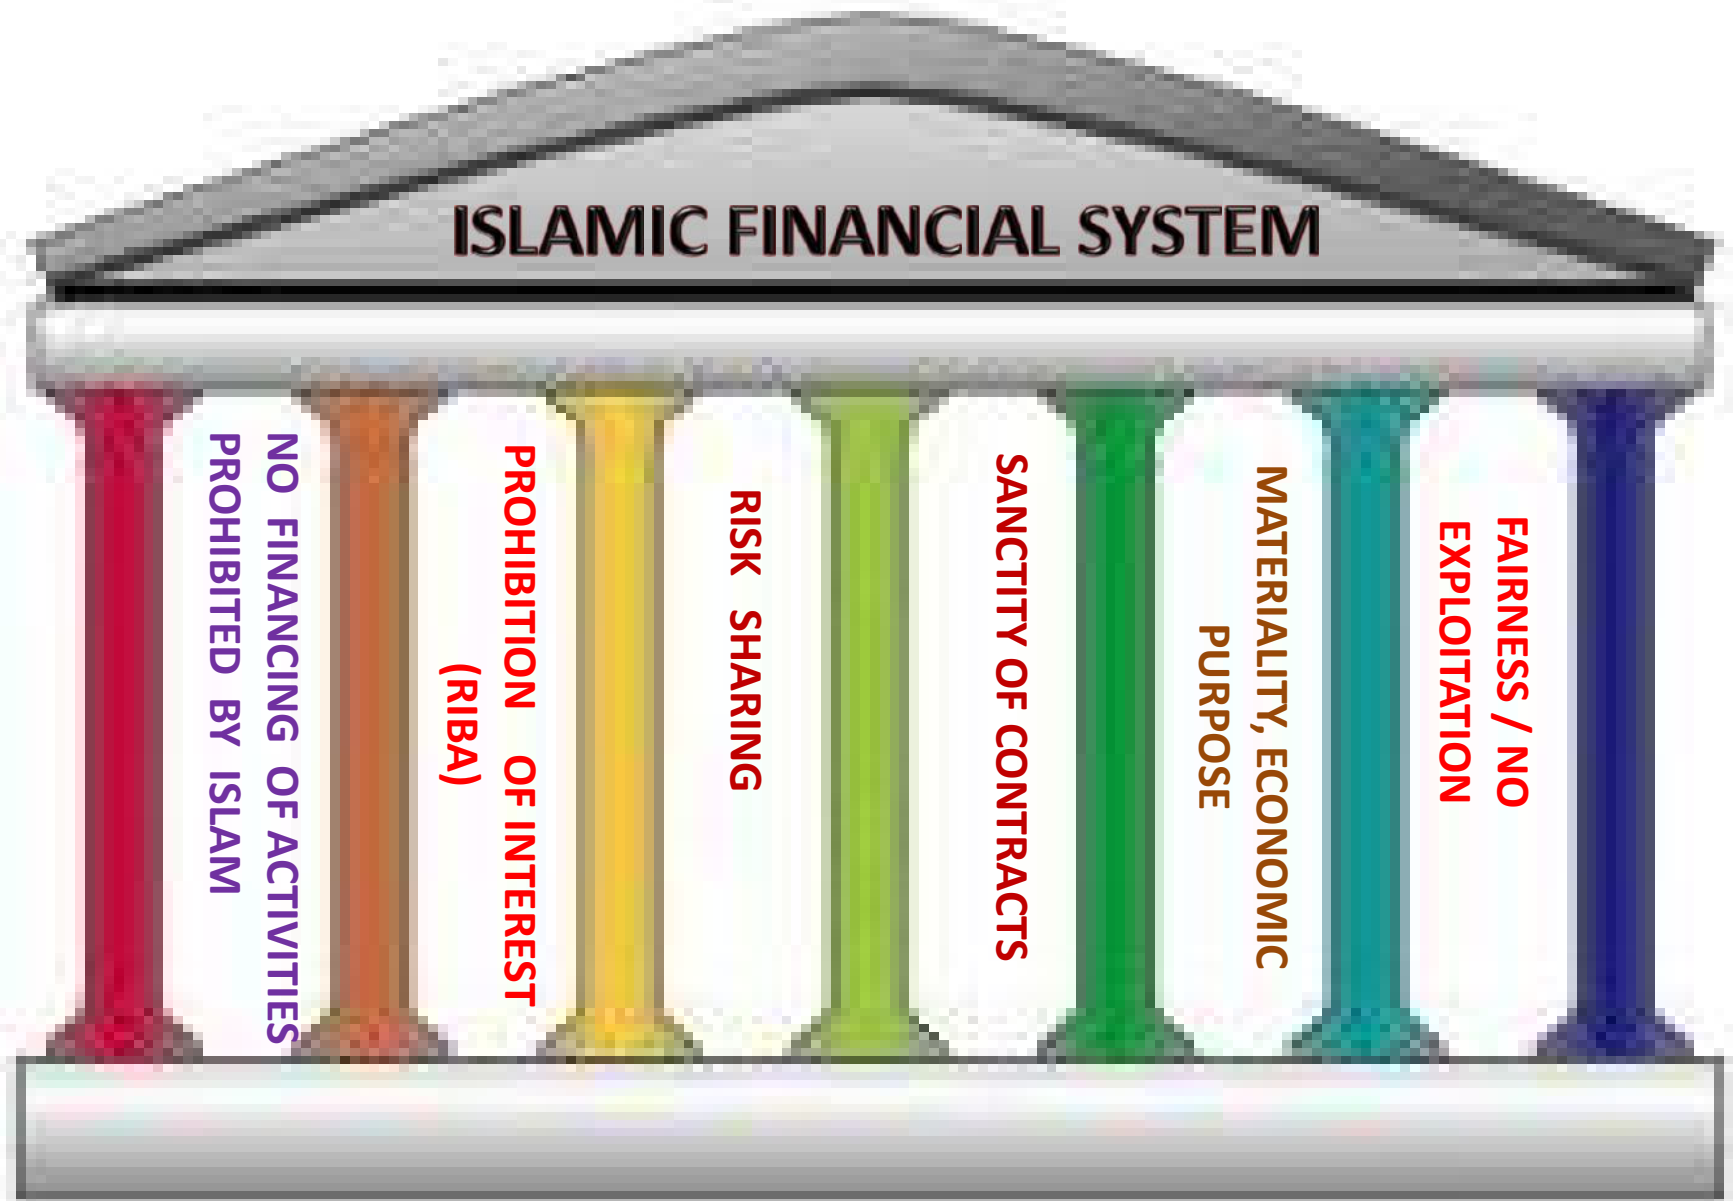 ISLAMIC FINANCIAL SYSTEM
NO FINANCING OF ACTIVITIES
PROHIBITED BY ISLAM
PROHIBITION OF INTEREST
(RIBA)
RISK SHARING
SANCTITY OF CONTRACTS
MATERIALITY, ECONOMIC
PURPOSE
FAIRNESS / NO
EXPLOITATION